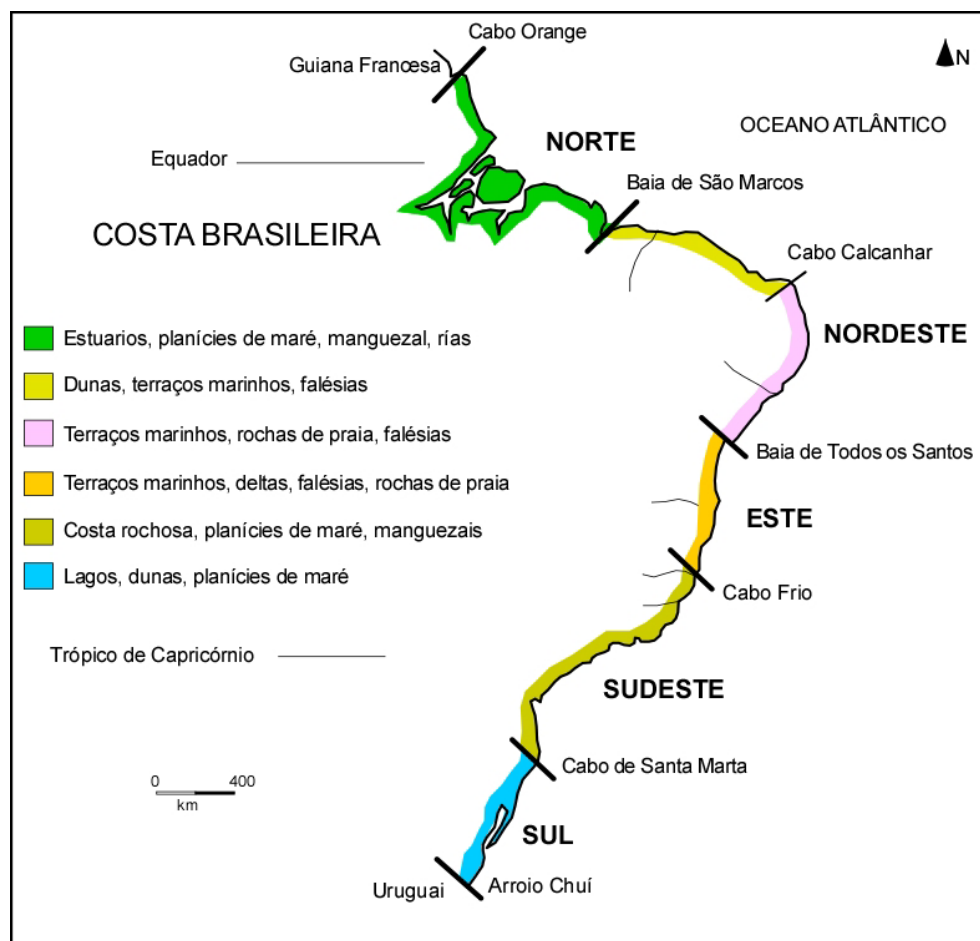 Cabo Orange
Guiana Francesa
N
OCEANO ATLÂNTICO
NORTE
Equador
Baia de São Marcos
COSTA BRASILEIRA
Cabo Calcanhar
NORDESTE
Estuarios, planícies de maré, manguezal, rías
Dunas, terraços marinhos, falésias
Terraços marinhos, rochas de praia, falésias
Baia de Todos os Santos
Terraços marinhos, deltas, falésias, rochas de praia
ESTE
Costa rochosa, planícies de maré, manguezais
Lagos, dunas, planícies de maré
Cabo Frio
Trópico de Capricórnio
SUDESTE
Cabo de Santa Marta
0 400
km
SUL
Uruguai
Arroio Chuí